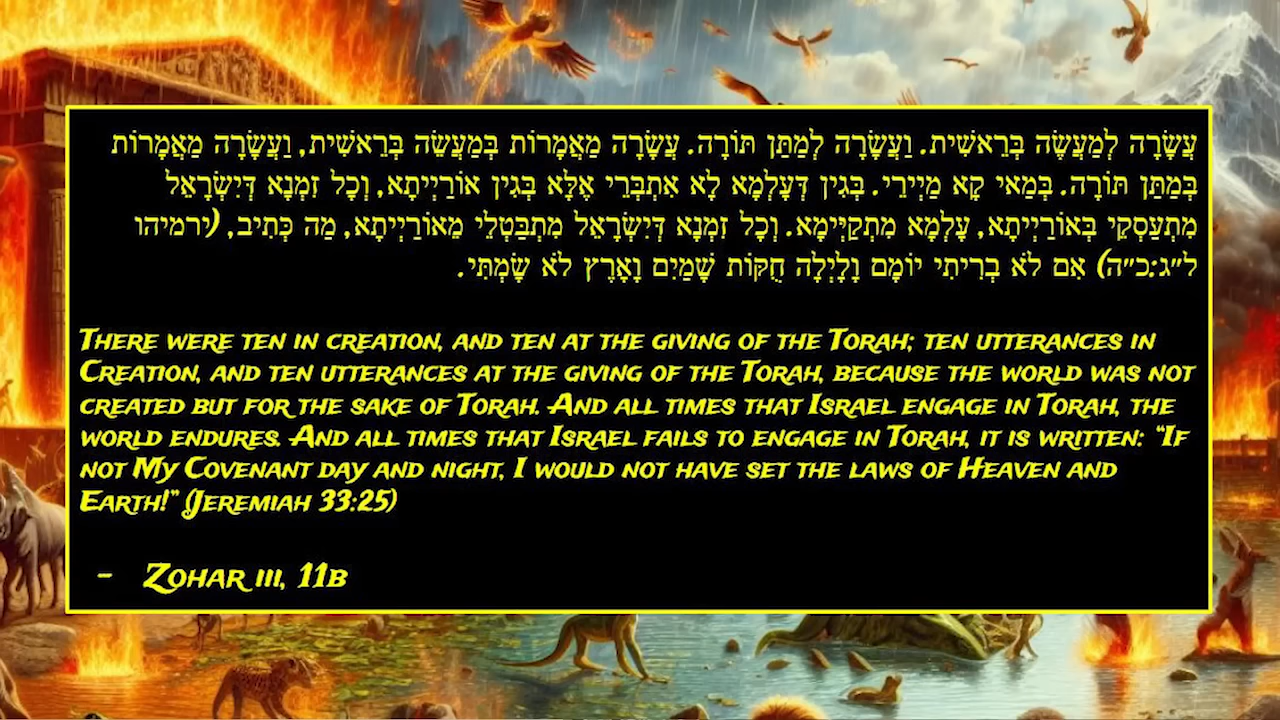 עֲשָׂרָה לְמַעֲשֶׂה בְּרֵאשִׁית. וַעֲשָׂרָה לְמַתַּן תּוֹרָה. עֲשָׂרָה מַאֲמָרוֹת בְּמַעֲשֵׂה בְּרֵאשִׁית, וַעֲשָׂרָה מַאֲמָרוֹת
בְּמַתַּן תּוֹרָה. בְּמַאי קָא מַיְירֵי. בְּגִין דְּעָלְמָא לָא אִתְבְּרֵי אֶלָּא בְּגִין אוֹרַיְיתָא, וְכָל זִמְנָא דְּיִשְׂרָאֵל
מִתְעַסְקֵי בְּאוֹרַיְיתָא, עָלְמָא מִתְקַיְּימָא. וְכָל זִמְנָא דְּיִשְׂרָאֵל מִתְבַּטְלֵי מֵאוֹרַיְיתָא, מַה כְּתִיב, (ירמיהו
ל״ג:כ״ה) אִם לֹא בְרִיתִי יוֹמָם וָלָיְלָה חֻקּוֹת שָׁמַיִם וָאָרֶץ לֹא שָׂמְתִּי.
There were ten in creation, and ten at the giving of the Torah; ten utterances in
Creation, and ten utterances at the giving of the Torah, because the world was not
created but for the sake of Torah. And all times that Israel engage in Torah, the
world endures. And all times that Israel fails to engage in Torah, it is written: "If
not My Covenant day and night, I would not have set the laws of Heaven and
Earth!" (Jeremiah 33:25)
- Zohar iii, 11b